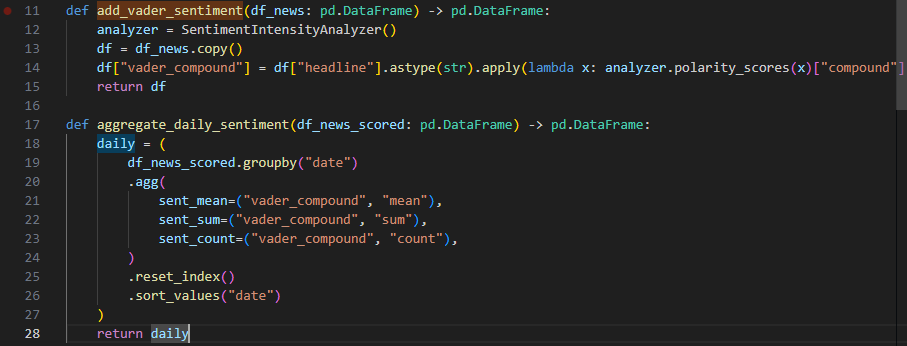 11 def add_vader_sentiment(df_news: pd.DataFrame) -> pd.DataFrame:
12     analyzer = SentimentIntensityAnalyzer()
13     df = df_news.copy()
14     df["vader_compound"] = df["headline"].astype(str).apply(lambda x: analyzer.polarity_scores(x)["compound"]
15     return df
16
17 def aggregate_daily_sentiment(df_news_scored: pd.DataFrame) -> pd.DataFrame:
18     daily = (
19         df_news_scored.groupby("date")
20         .agg(
21             sent_mean=("vader_compound", "mean"),
22             sent_sum=("vader_compound", "sum"),
23             sent_count=("vader_compound", "count"),
24         )
25         .reset_index()
26         .sort_values("date")
27     )
28     return daily